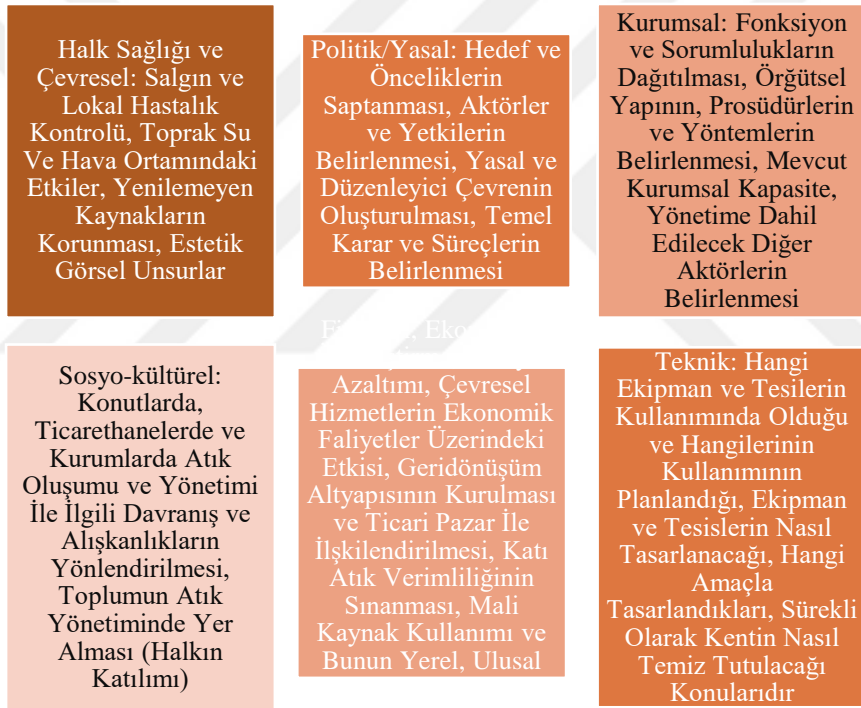 Halk Sağlığı ve
Çevresel: Salgın ve
Lokal Hastalık
Kontrolü, Toprak Su
Ve Hava Ortamındaki
Etkiler, Yenilemeyen
Kaynakların
Korunması, Estetik
Görsel Unsurlar
Politik/Yasal: Hedef ve
Önceliklerin
Saptanması, Aktörler
ve Yetkilerin
Belirlenmesi, Yasal ve
Düzenleyici Çevrenin
Oluşturulması, Temel
Karar ve Süreçlerin
Belirlenmesi
Kurumsal: Fonksiyon
ve Sorumlulukların
Dağıtılması, Örğütsel
Yapının, Prosüdürlerin
ve Yöntemlerin
Belirlenmesi, Mevcut
Kurumsal Kapasite,
Yönetime Dahil
Edilecek Diğer
Aktörlerin
Belirlenmesi
Sosyo-kültürel:
Konutlarda,
Ticarethanelerde ve
Kurumlarda Atık
Oluşumu ve Yönetimi
İle İlgili Davranış ve
Alışkanlıkların
Yönlendirilmesi,
Toplumun Atık
Yönetiminde Yer
Alması (Halkın
Katılımı)
Azaltımı, Çevresel
Hizmetlerin Ekonomik
Faliyetler Üzerindeki
Etkisi, Geridönüşüm
Altyapısının Kurulması
ve Ticari Pazar İle
İlşkilendirilmesi, Katı
Atık Verimliliğinin
Sınanması, Mali
Kaynak Kullanımı ve
Bunun Yerel, Ulusal
Teknik: Hangi
Ekipman ve Tesilerin
Kullanımında Olduğu
ve Hangilerinin
Kullanımının
Planlandığı, Ekipman
ve Tesislerin Nasıl
Tasarlanacağı, Hangi
Amaçla
Tasarlandıkları, Sürekli
Olarak Kentin Nasıl
Temiz Tutulacağı
Konularıdır